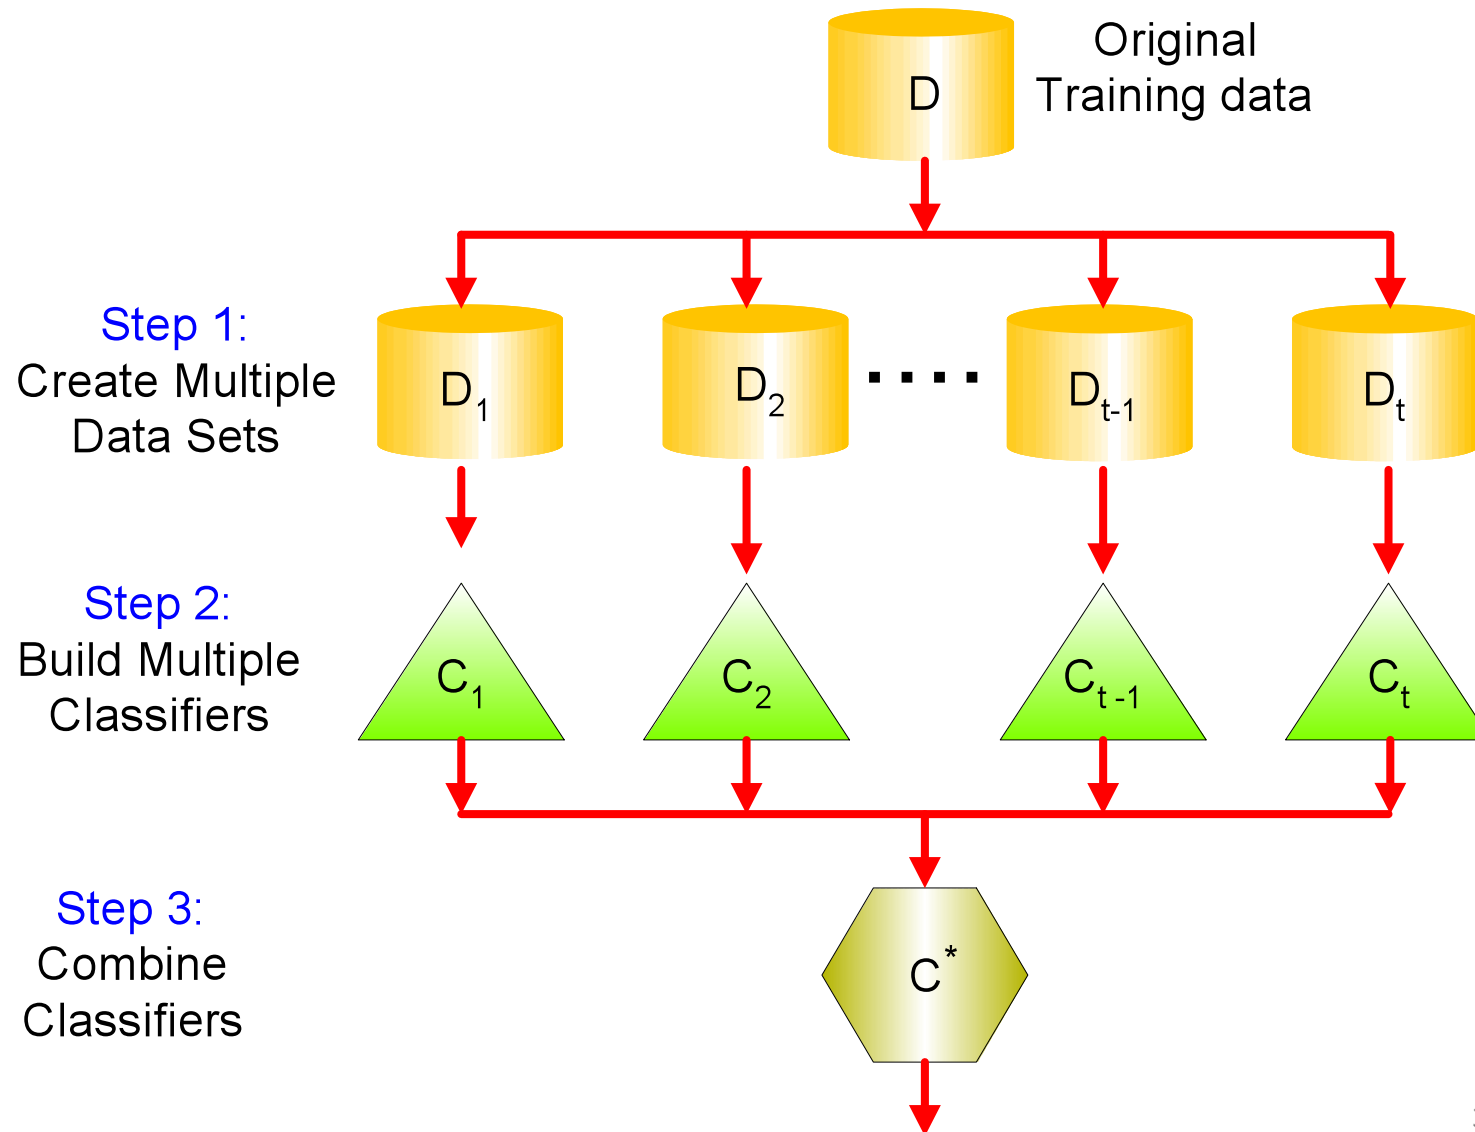 D
Original
Training data
Step 1:
Create Multiple
Data Sets
D1
D2
....
Dt-1
Dt
Step 2:
Build Multiple
Classifiers
C1
C2
Ct -1
Ct
Step 3:
Combine
Classifiers
C*